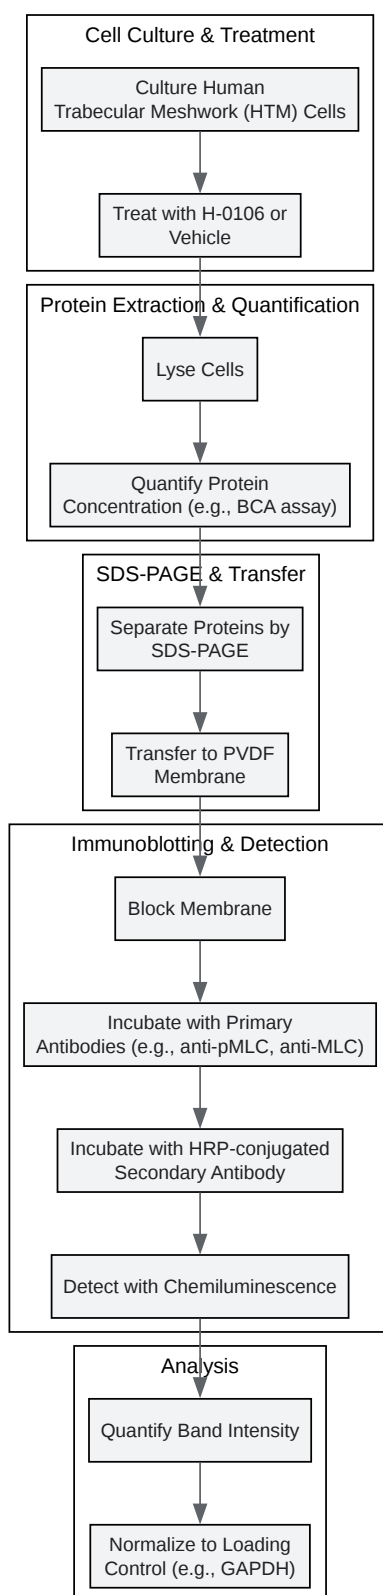 Cell Culture & Treatment
Culture Human
Trabecular Meshwork (HTM) Cells
Treat with H-0106 or
Vehicle
Protein Extraction & Quantification
Lyse Cells
Quantify Protein
Concentration (e.g., BCA assay)
SDS-PAGE & Transfer
Separate Proteins by
SDS-PAGE
Transfer to PVDF
Membrane
Immunoblotting & Detection
Block Membrane
Incubate with Primary
Antibodies (e.g., anti-pMLC, anti-MLC)
Incubate with HRP-conjugated
Secondary Antibody
Detect with Chemiluminescence
Analysis
Quantify Band Intensity
Normalize to Loading
Control (e.g., GAPDH)